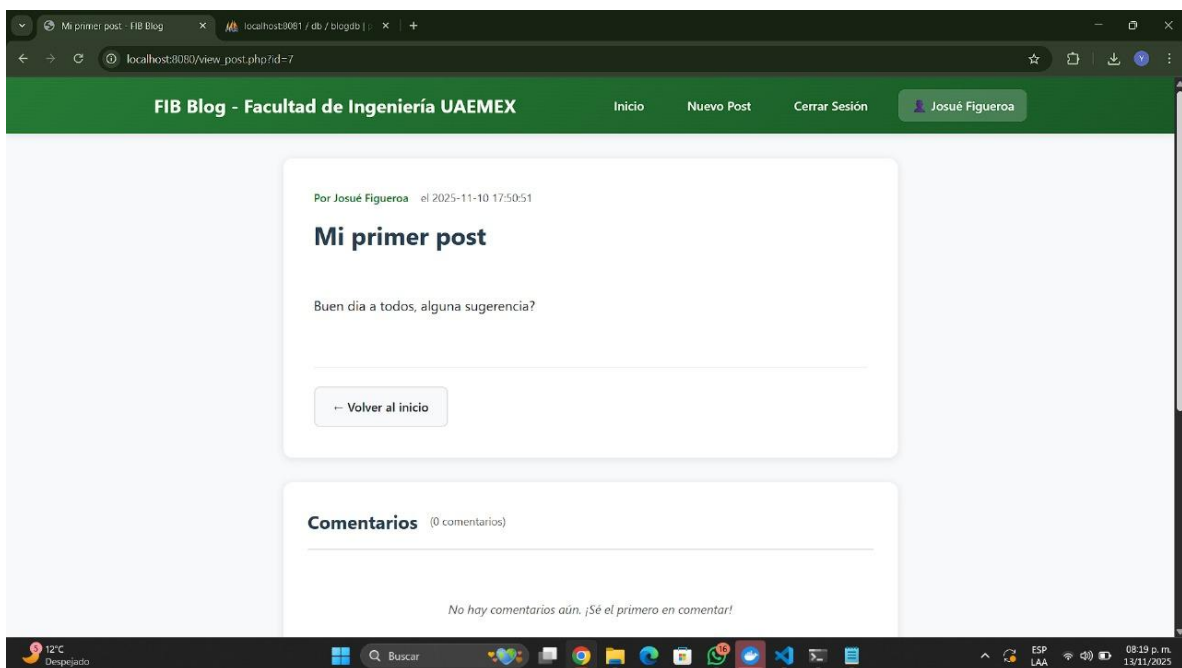 Mi primer post - FIB Blog
localhost:8081 / db / blogdb | p
localhost:8080/view_post.php?id=7
Y
FIB Blog - Facultad de Ingeniería UAEMEX
Inicio
Nuevo Post
Cerrar Sesión
Josué Figueroa
Por Josué Figueroa el 2025-11-10 17:50:51
Mi primer post
Buen dia a todos, alguna sugerencia?
← Volver al inicio
Comentarios (0 comentarios)
No hay comentarios aún. ¡Sé el primero en comentar!
5
12°C
Despejado
Buscar
16
ESP
LAA
08:19 p. m.
13/11/2025